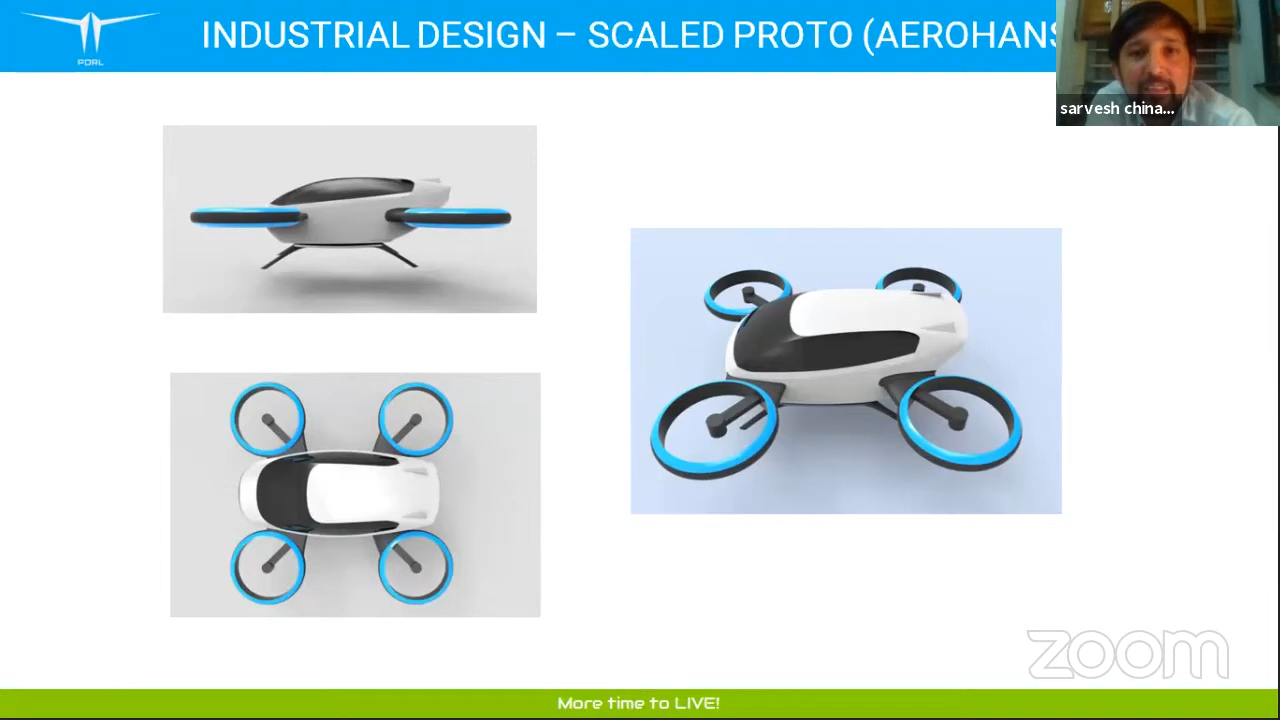 INDUSTRIAL DESIGN – SCALED PROTO (AEROHANS
PDRL
sarvesh china...
zoom
More time to LIVE!